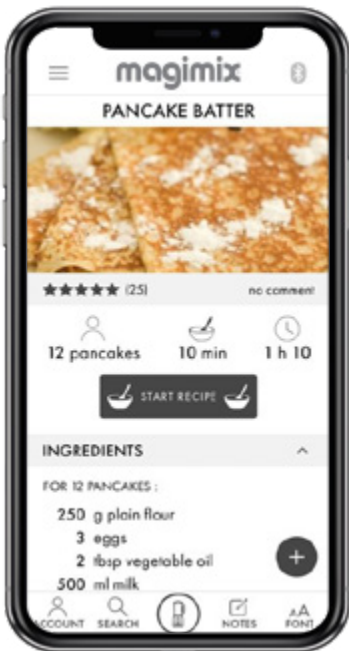 magimix
PANCAKE BATTER
★★★★★ (25) no comment
12 pancakes 10 min 1 h 10
START RECIPE
INGREDIENTS
FOR 12 PANCAKES :
250 g plain flour
3 eggs
2 tbsp vegetable oil
500 ml milk
ACCOUNT SEARCH NOTES AA FONT